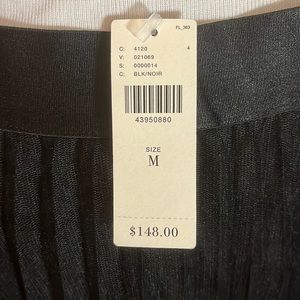 FL_363
C: 4120 4
V: 021069
S: 0000014
C: BLK/NOIR
43950880
SIZE
M
$148.00